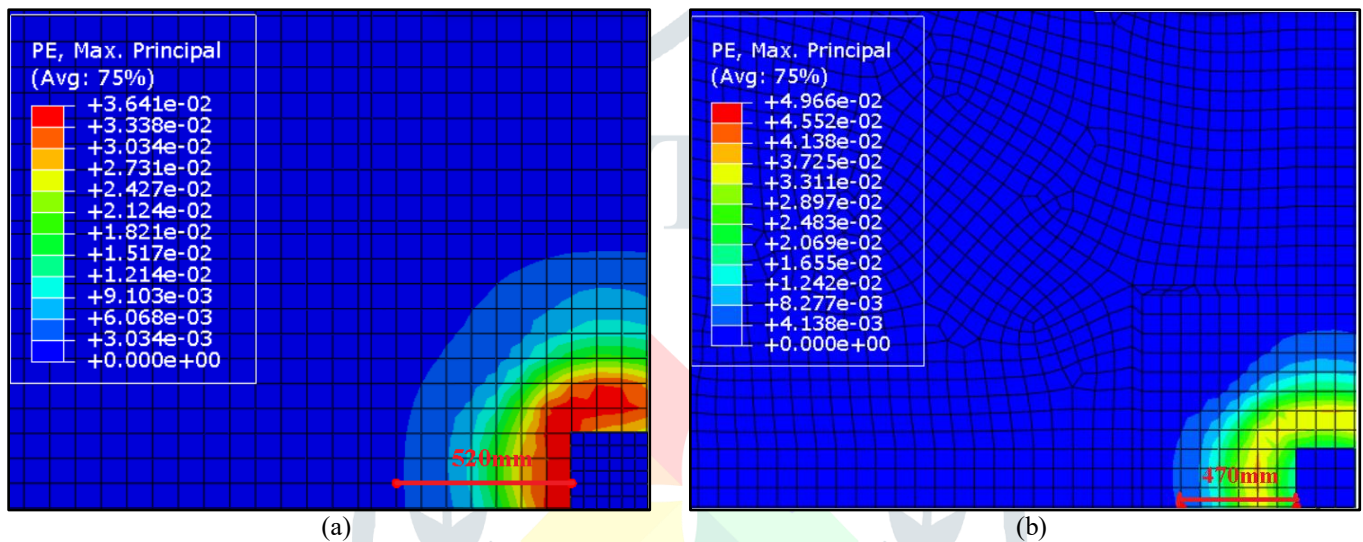 PE, Max. Principal
(Avg: 75%)
+3.641e-02
+3.338e-02
+3.034e-02
+2.731e-02
+2.427e-02
+2.124e-02
+1.821e-02
+1.517e-02
+1.214e-02
+9.103e-03
+6.068e-03
+3.034e-03
+0.000e+00
520mm
(a)
PE, Max. Principal
(Avg: 75%)
+4.966e-02
+4.552e-02
+4.138e-02
+3.725e-02
+3.311e-02
+2.897e-02
+2.483e-02
+2.069e-02
+1.655e-02
+1.242e-02
+8.277e-03
+4.138e-03
+0.000e+00
470mm
(b)